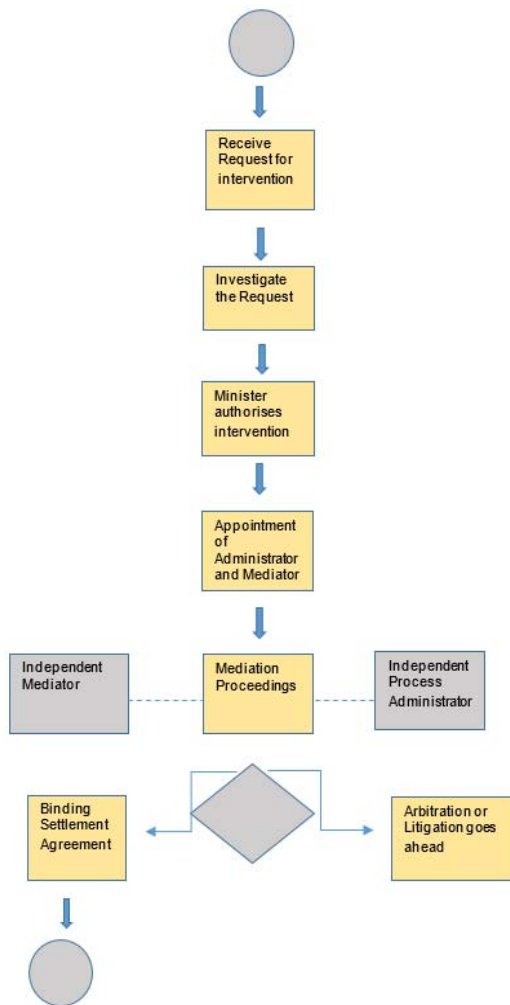 Receive
Request for
intervention
Investigate
the Request
Minister
authorises
intervention
Appointment
of
Administrator
and Mediator
Independent
Mediator
Mediation
Proceedings
Independent
Process
Administrator
Binding
Settlement
Agreement
Arbitration or
Litigation goes
ahead